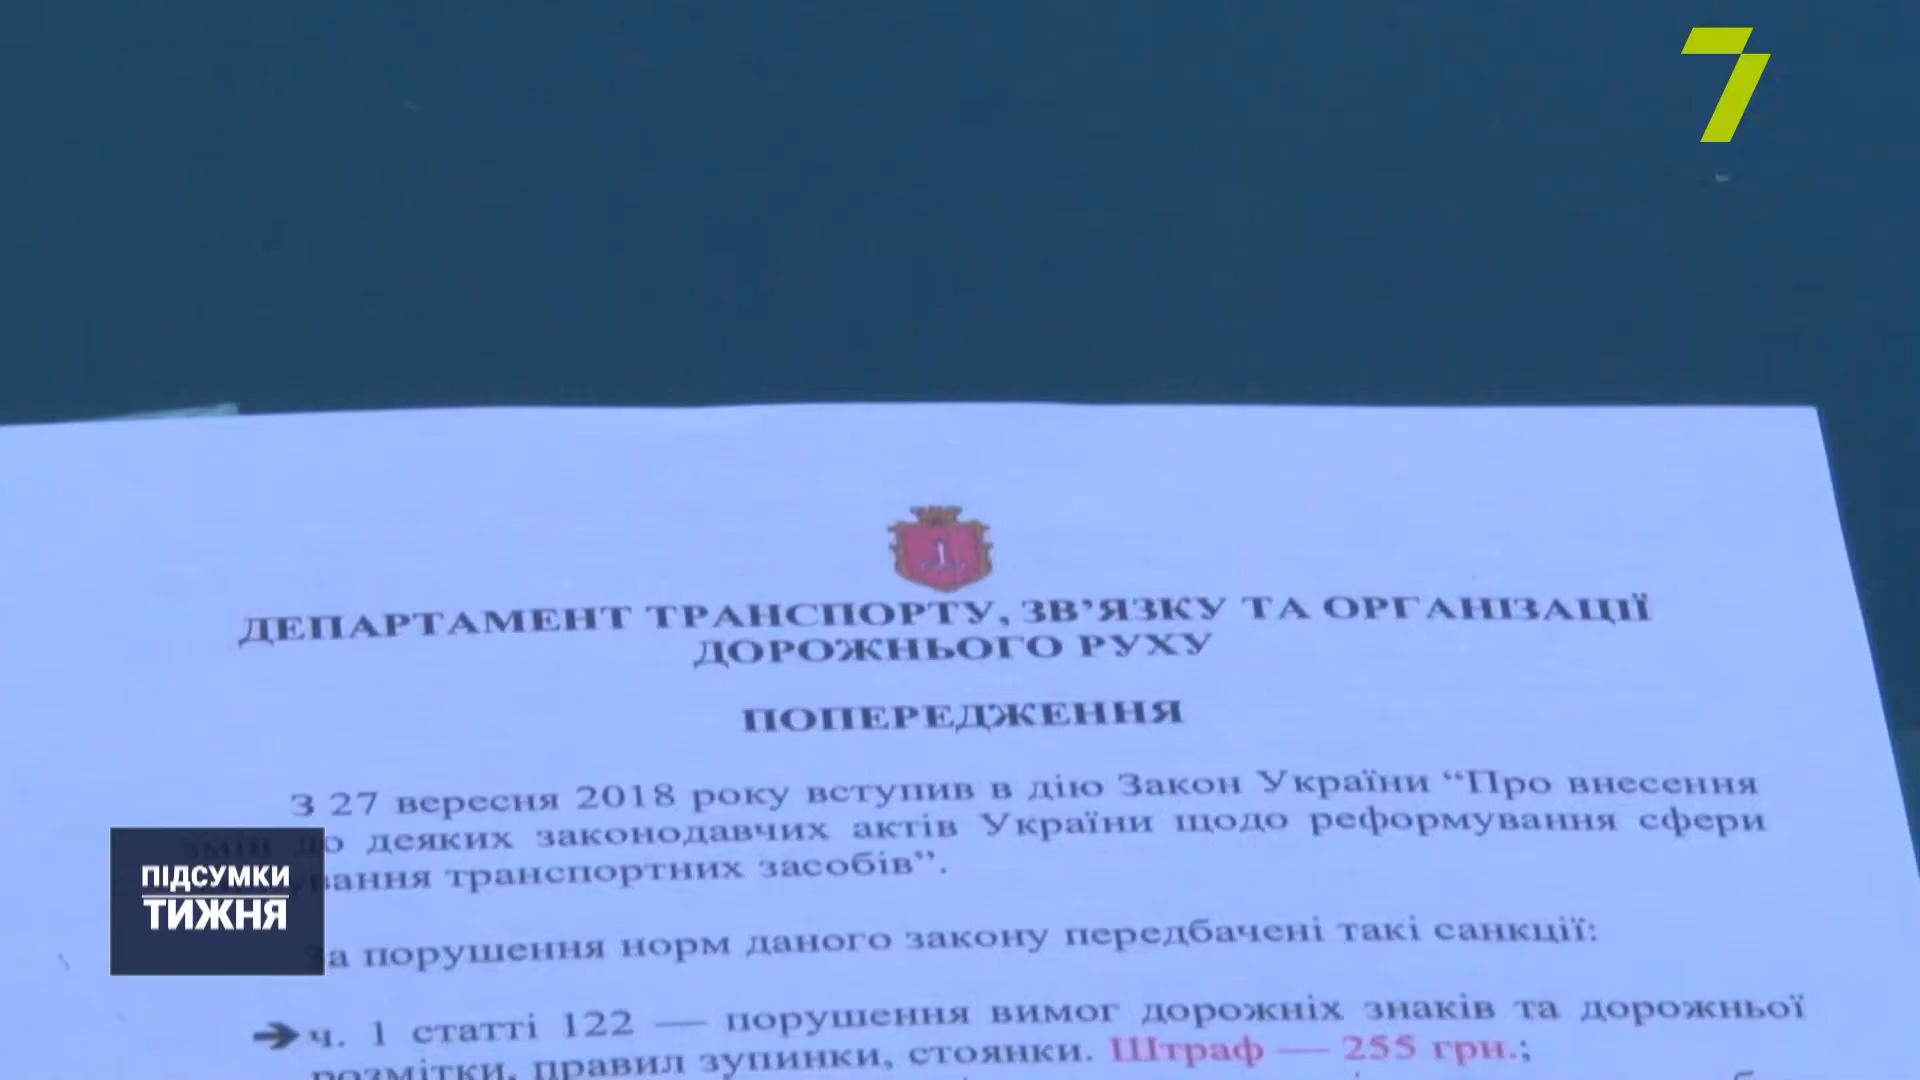 7
ДЕПАРТАМЕНТ ТРАНСПОРТУ, ЗВ’ЯЗКУ ТА ОРГАНІЗАЦІЇ
ДОРОЖНЬОГО РУХУ
ПОПЕРЕДЖЕННЯ
З 27 вересня 2018 року вступив в дію Закон України “Про внесення
змін до деяких законодавчих актів України щодо реформування сфери
транспортних засобів”.
За порушення норм даного закону передбачені такі санкції:
➔ ч. 1 статті 122 — порушення вимог дорожніх знаків та дорожньої
розмітки, правил зупинки, стоянки. Штраф — 255 грн.;
ПІДСУМКИ
ТИЖНЯ